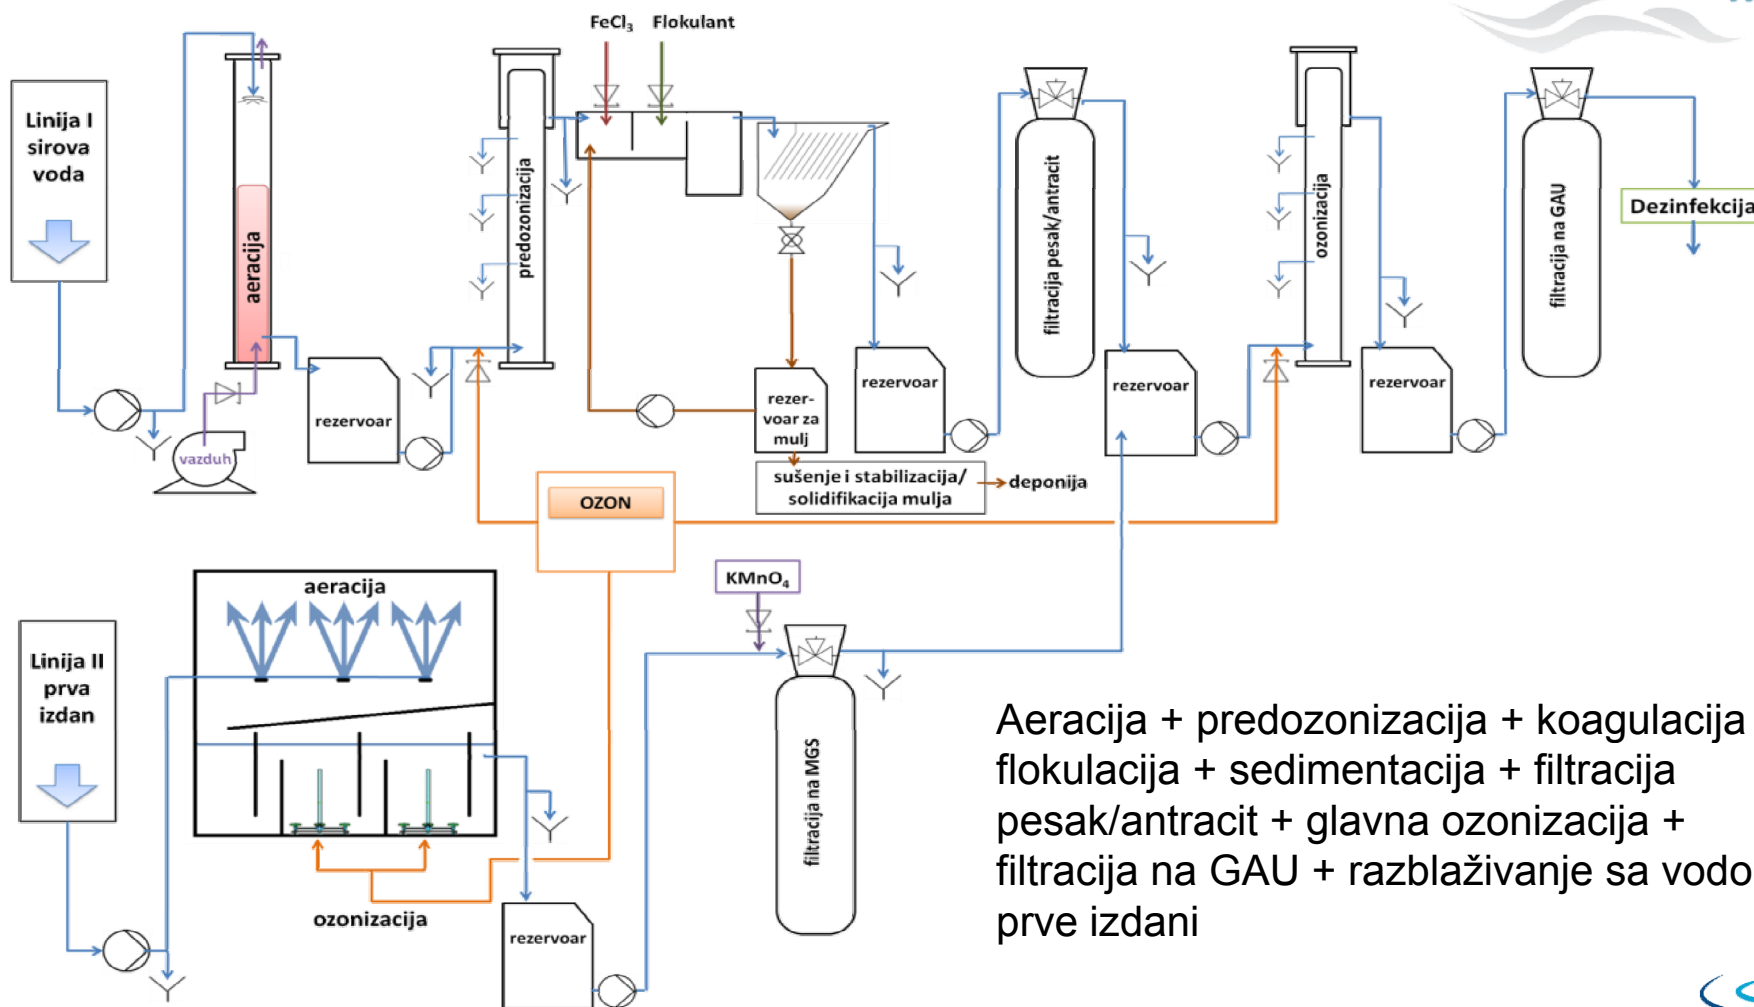 FeCl₃ Flokulant
Linija I
sirova
voda
aeracija
vazduh
rezervoar
predozonizacija
rezer-
voar za
mulj
sušenje i stabilizacija/
solidifikacija mulja
deponija
rezervoar
filtracija pesak/antracit
rezervoar
ozonizacija
rezervoar
filtracija na GAU
Dezinfekcija
OZON
Linija II
prva
izdan
aeracija
ozonizacija
rezervoar
KMnO₄
filtracija na MGS
Aeracija + predozonizacija + koagulacija
flokulacija + sedimentacija + filtracija
pesak/antracit + glavna ozonizacija +
filtracija na GAU + razblaživanje sa vodo
prve izdani